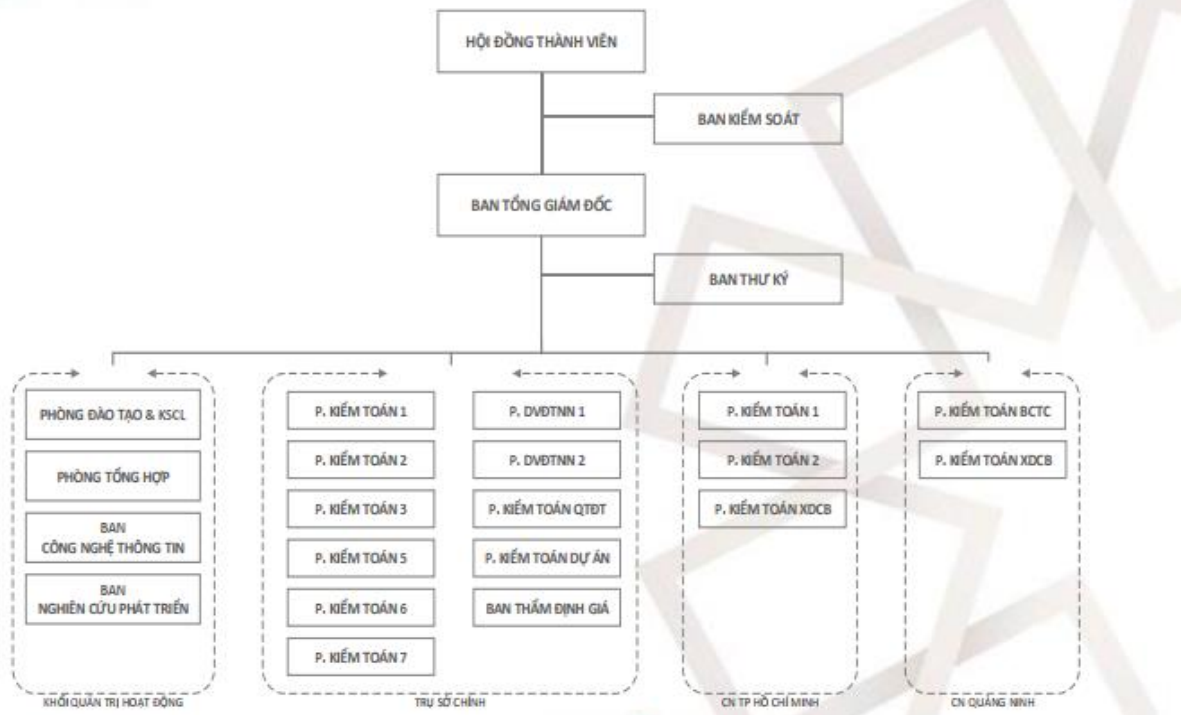 HỘI ĐỒNG THÀNH VIÊN
BAN KIỂM SOÁT
BAN TỔNG GIÁM ĐỐC
BAN THƯ KÝ
PHÒNG ĐÀO TẠO & KSCL
PHÒNG TỔNG HỢP
BAN
CÔNG NGHỆ THÔNG TIN
BAN
NGHIÊN CỨU PHÁT TRIỂN
KHỐI QUẢN TRỊ HOẠT ĐỘNG
P. KIỂM TOÁN 1
P. KIỂM TOÁN 2
P. KIỂM TOÁN 3
P. KIỂM TOÁN 5
P. KIỂM TOÁN 6
P. KIỂM TOÁN 7
P. DVĐTNN 1
P. DVĐTNN 2
P. KIỂM TOÁN QTĐT
P. KIỂM TOÁN DỰ ÁN
BAN THẨM ĐỊNH GIÁ
TRỤ SỞ CHÍNH
P. KIỂM TOÁN 1
P. KIỂM TOÁN 2
P. KIỂM TOÁN XDCB
CN TP HỒ CHÍ MINH
P. KIỂM TOÁN BCTC
P. KIỂM TOÁN XDCB
CN QUẢNG NINH